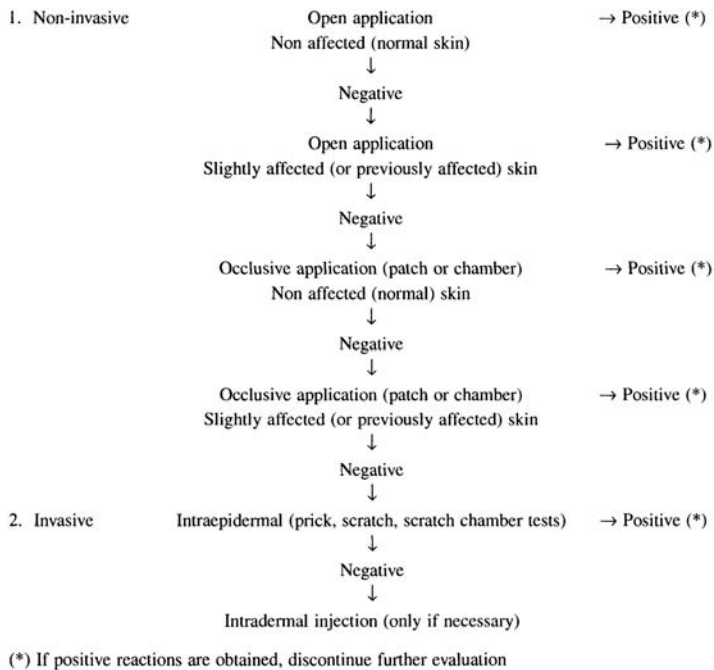 1. Non-invasive Open application → Positive (*)
Non affected (normal skin)
↓
Negative
↓
Open application → Positive (*)
Slightly affected (or previously affected) skin
↓
Negative
↓
Occlusive application (patch or chamber) → Positive (*)
Non affected (normal) skin
↓
Negative
↓
Occlusive application (patch or chamber) → Positive (*)
Slightly affected (or previously affected) skin
↓
Negative
↓
2. Invasive Intraepidermal (prick, scratch, scratch chamber tests) → Positive (*)
↓
Negative
↓
Intradermal injection (only if necessary)
(*) If positive reactions are obtained, discontinue further evaluation